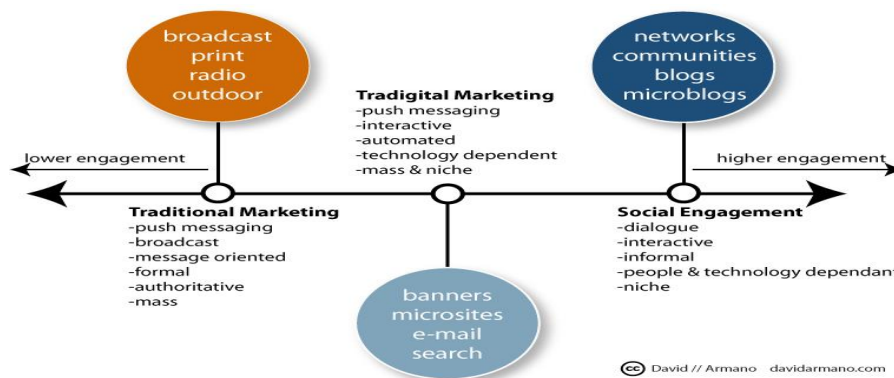 broadcast
print
radio
outdoor
networks
communities
blogs
microblogs
Tradigital Marketing
-push messaging
-interactive
-automated
-technology dependent
-mass & niche
lower engagement
higher engagement
Traditional Marketing
-push messaging
-broadcast
-message oriented
-formal
-authoritative
-mass
Social Engagement
-dialogue
-interactive
-informal
-people & technology dependant
-niche
banners
microsites
e-mail
search
cc David // Armano davidarmano.com